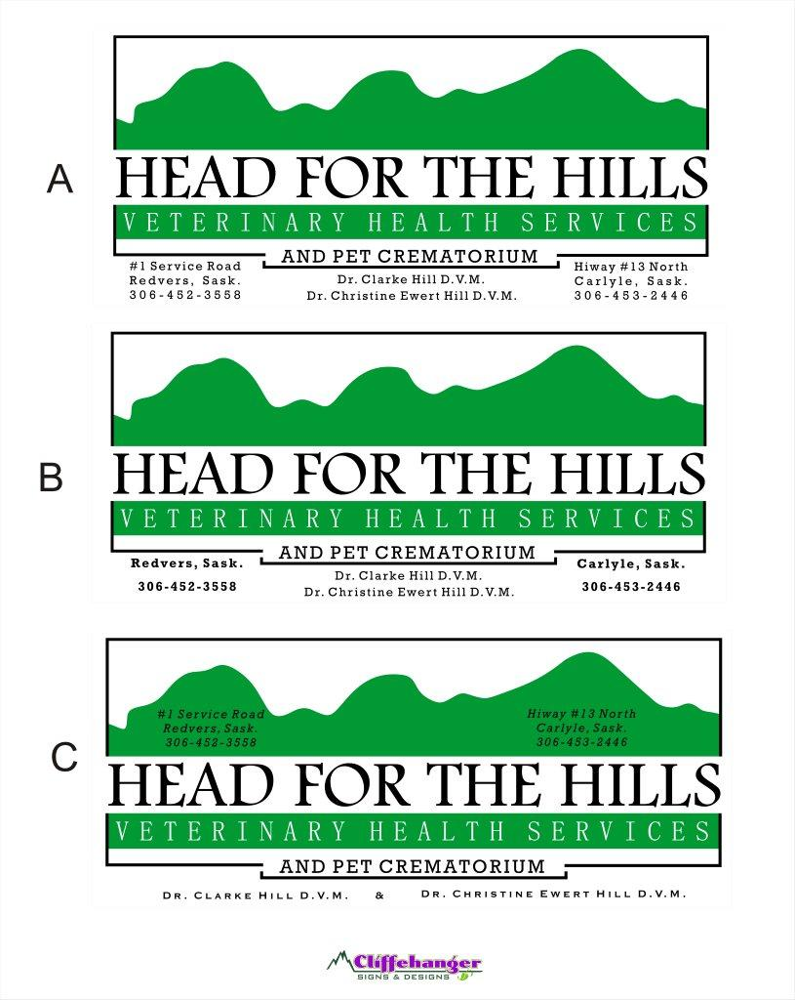 A
HEAD FOR THE HILLS
VETERINARY HEALTH SERVICES
AND PET CREMATORIUM
#1 Service Road
Redvers, Sask.
306-452-3558
Dr. Clarke Hill D.V.M.
Dr. Christine Ewert Hill D.V.M.
Hiway #13 North
Carlyle, Sask.
306-453-2446
B
HEAD FOR THE HILLS
VETERINARY HEALTH SERVICES
AND PET CREMATORIUM
Redvers, Sask.
306-452-3558
Dr. Clarke Hill D.V.M.
Dr. Christine Ewert Hill D.V.M.
Carlyle, Sask.
306-453-2446
C
#1 Service Road
Redvers, Sask.
306-452-3558
Hiway #13 North
Carlyle, Sask.
306-453-2446
HEAD FOR THE HILLS
VETERINARY HEALTH SERVICES
AND PET CREMATORIUM
DR. CLARKE HILL D.V.M. & DR. CHRISTINE EWERT HILL D.V.M.
Cliffehanger
SIGNS & DESIGNS